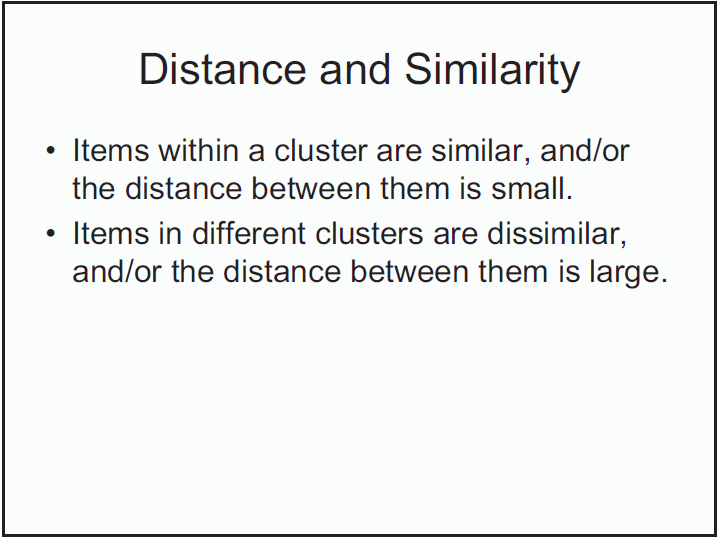 Distance and Similarity
• Items within a cluster are similar, and/or
the distance between them is small.
• Items in different clusters are dissimilar,
and/or the distance between them is large.